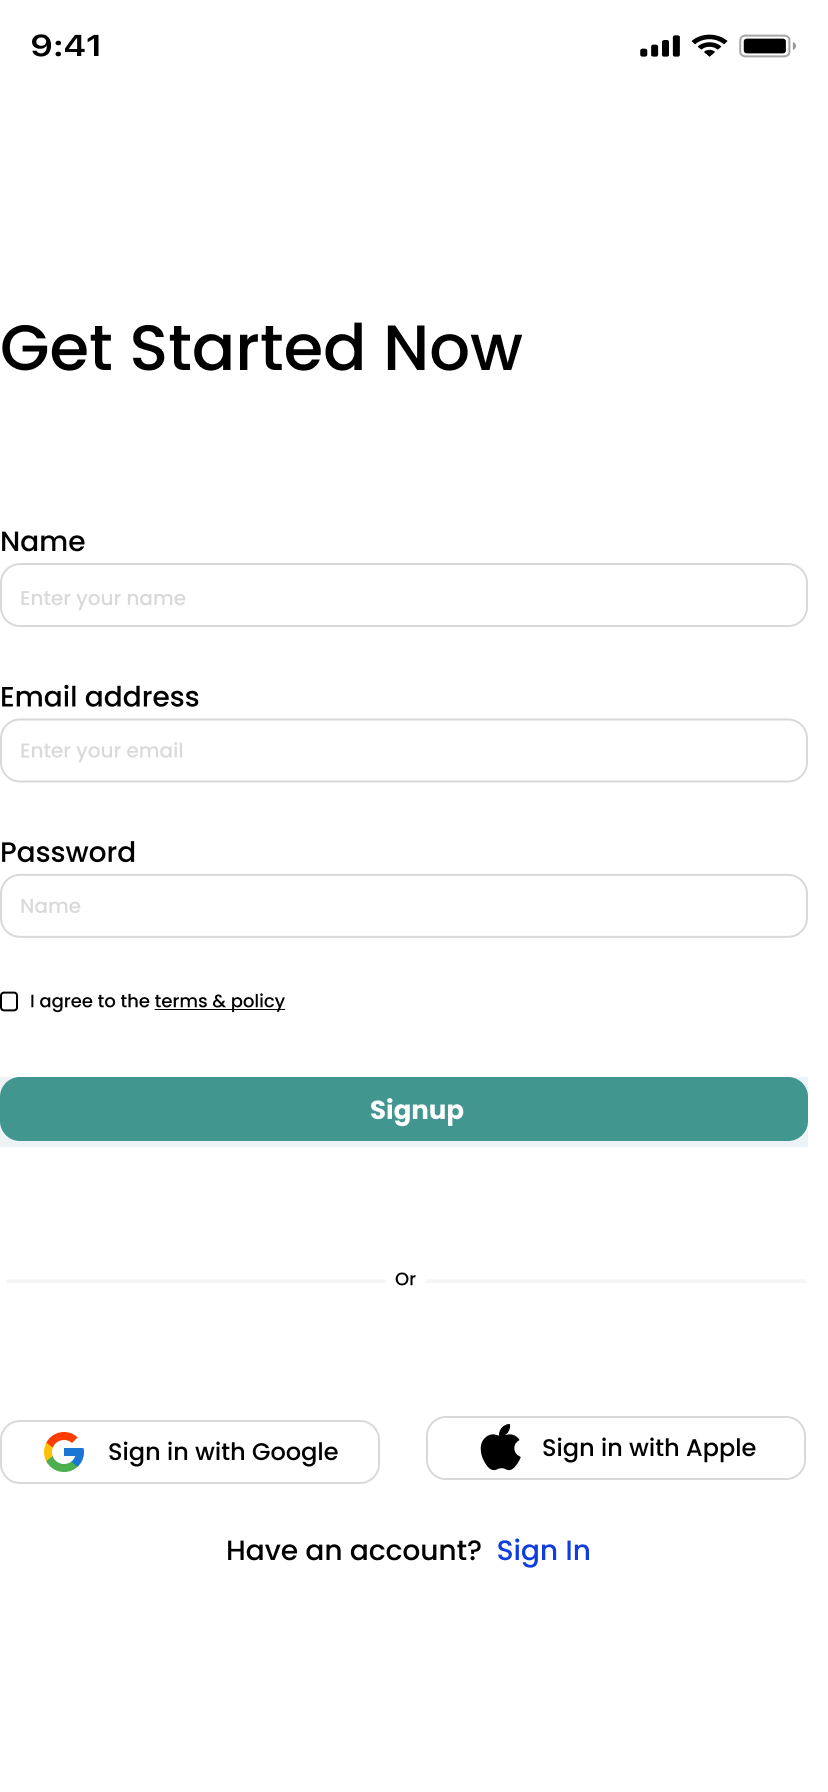 9:41
Get Started Now
Name
Enter your name
Email address
Enter your email
Password
Name
I agree to the terms & policy
Signup
Or
Sign in with Google
Sign in with Apple
Have an account? Sign In